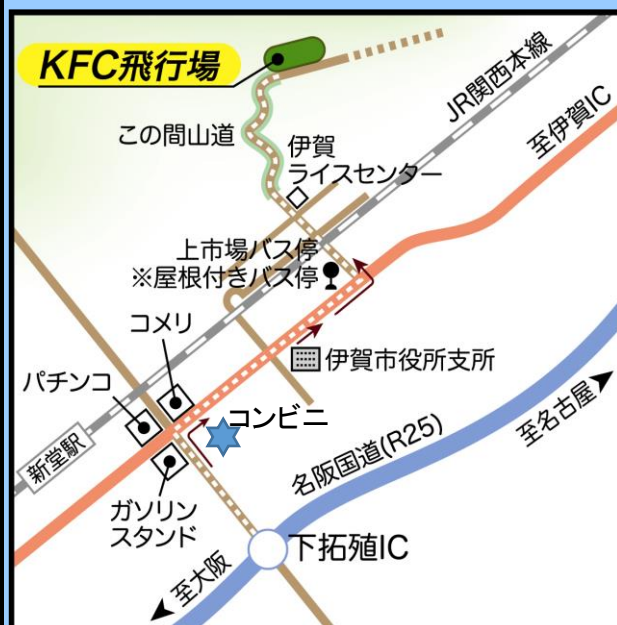 KFC飛行場
JR関西本線
至伊賀IC
この間山道
伊賀
ライスセンター
上市場バス停
※屋根付きバス停
コメリ
伊賀市役所支所
パチンコ
コンビニ
至名古屋
新堂駅
名阪国道(R25)
ガソリン
スタンド
下拓殖IC
至大阪